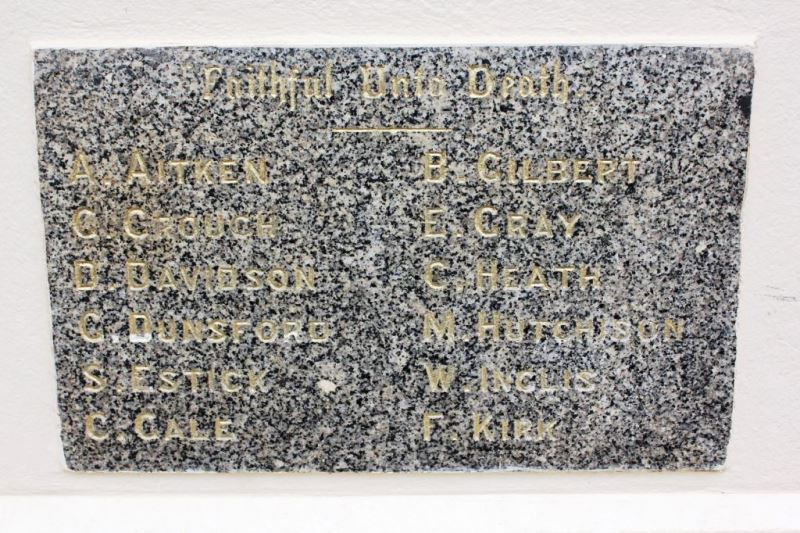 "Faithful Unto Death."
A. AITKEN
C. CROUCH
D. DAVIDSON
C. DUNSFORD
S. ESTICK
C. GALE
B. GILBERT
E. GRAY
C. HEATH
M. HUTCHISON
W. INGLIS
F. KIRK